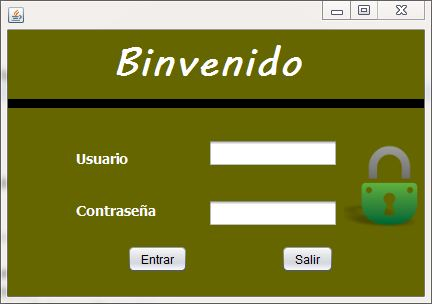 Binvenido
Usuario
Contraseña
Entrar
Salir